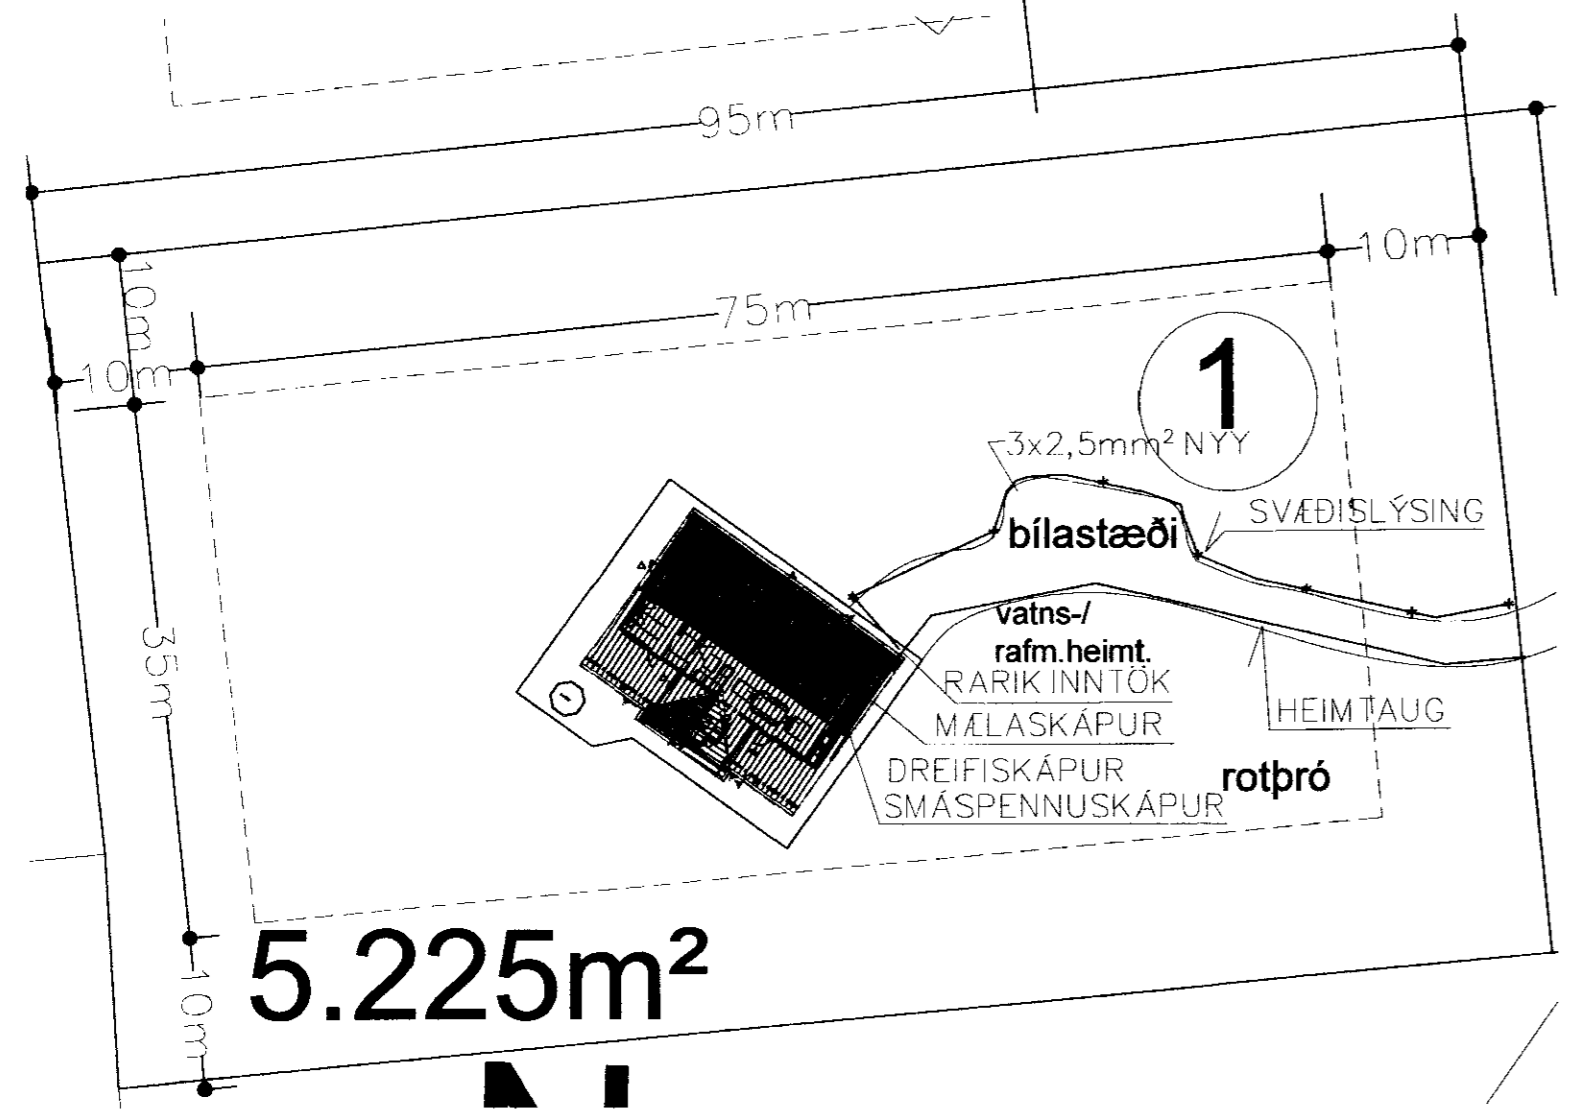 95m
10m
10m
75m
10m
1
3x2,5mm² NYY
SVÆÐISLÝSING
bílastæði
vatns-/
rafm.heimt.
RARIK INNTÖK
35m
MÆLASKÁPUR
HEIMTAUG
DREIFISKÁPUR
rotþró
SMÁSPENNUSKÁPUR
5.225m²
10m